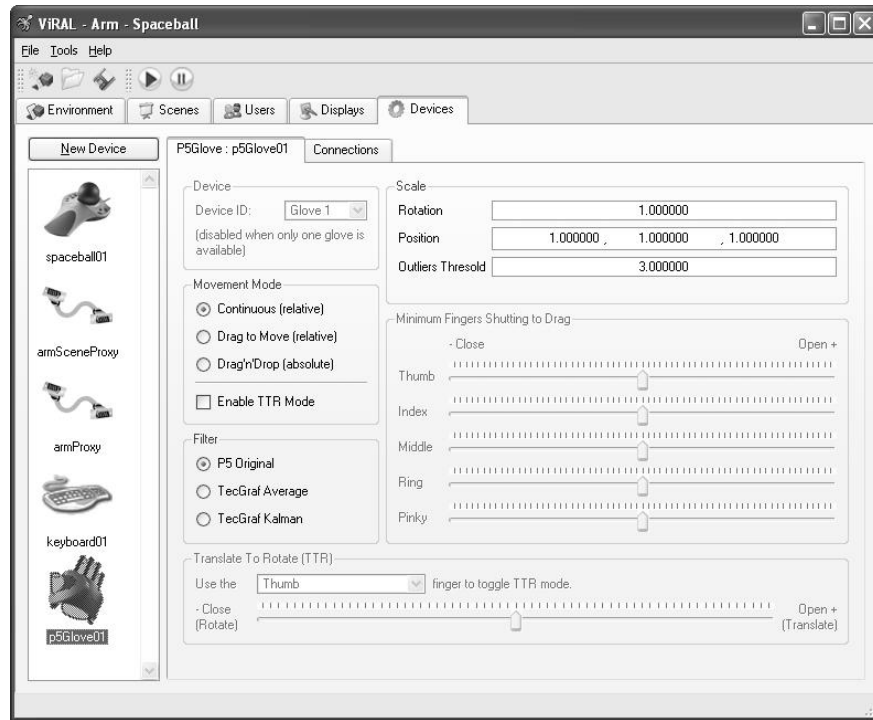 ViRAL - Arm - Spaceball
File Tools Help
Environment Scenes Users Displays Devices
New Device
spaceball01
armSceneProxy
armProxy
keyboard01
p5Glove01
P5Glove : p5Glove01 Connections
Device
Device ID: Glove 1
(disabled when only one glove is
available)
Movement Mode
Continuous (relative)
Drag to Move (relative)
Drag'n'Drop (absolute)
Enable TTR Mode
Filter
P5 Original
TecGraf Average
TecGraf Kalman
Scale
Rotation 1.000000
Position 1.000000 , 1.000000 , 1.000000
Outliers Thresold 3.000000
Minimum Fingers Shutting to Drag
- Close Open +
Thumb
Index
Middle
Ring
Pinky
Translate To Rotate (TTR)
Use the Thumb finger to toggle TTR mode.
- Close Open +
(Rotate) (Translate)